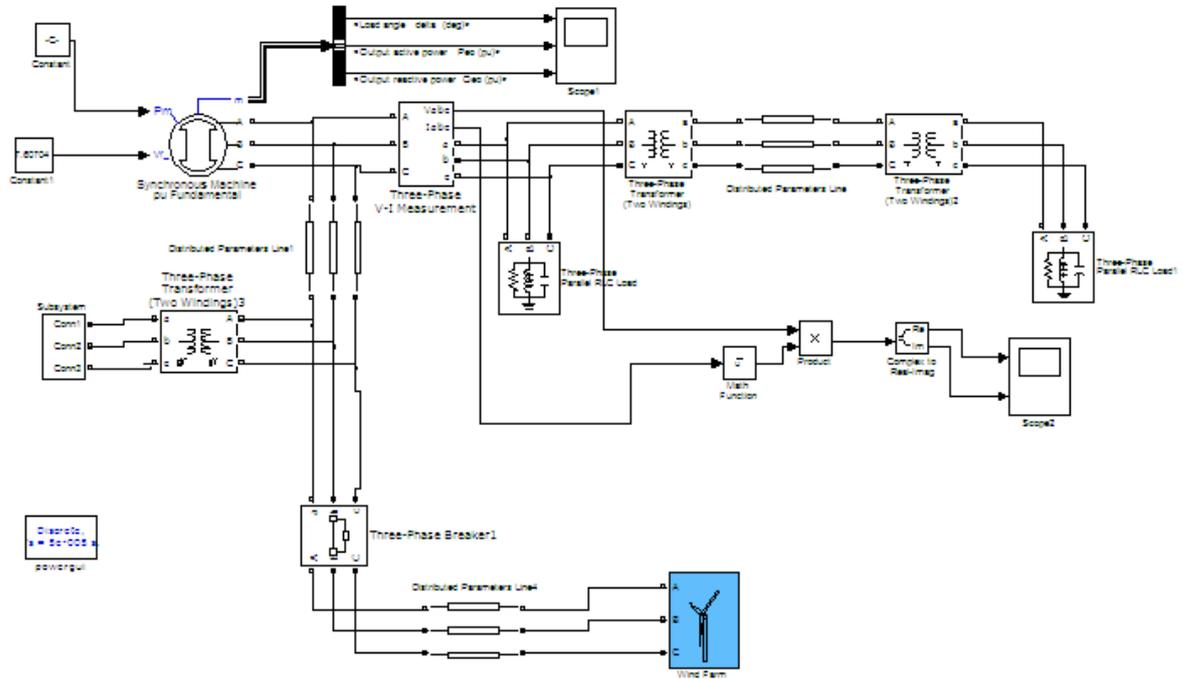 -C-
Constant
<Load angle delta (deg)>
<Output active power Peo (pu)>
<Output reactive power Qeo (pu)>
Scope1
Pm
m
A
B
C
Constant1
Synchronous Machine
pu Fundamental
A
B
C
Vabc
Iabc
a
b
c
Three-Phase
V-I Measurement
A
B
C
a
b
c
Three-Phase
Transformer
(Two Windings)
Distributed Parameters Line
A
B
C
a
b
c
Three-Phase
Transformer
(Two Windings)2
Distributed Parameters Line1
A
B
C
Three-Phase
Parallel RLC Load
A
B
C
Three-Phase
Parallel RLC Load1
Three-Phase
Transformer
(Two Windings)3
Subsystem
Conn1
Conn2
Conn3
a
b
c
A
B
C
Math
Function
×
Product
Re
Im
Complex to
Real-Imag
Scope2
Discrete,
powergui
Three-Phase Breaker1
Distributed Parameters Line4
A
B
C
Wind Farm